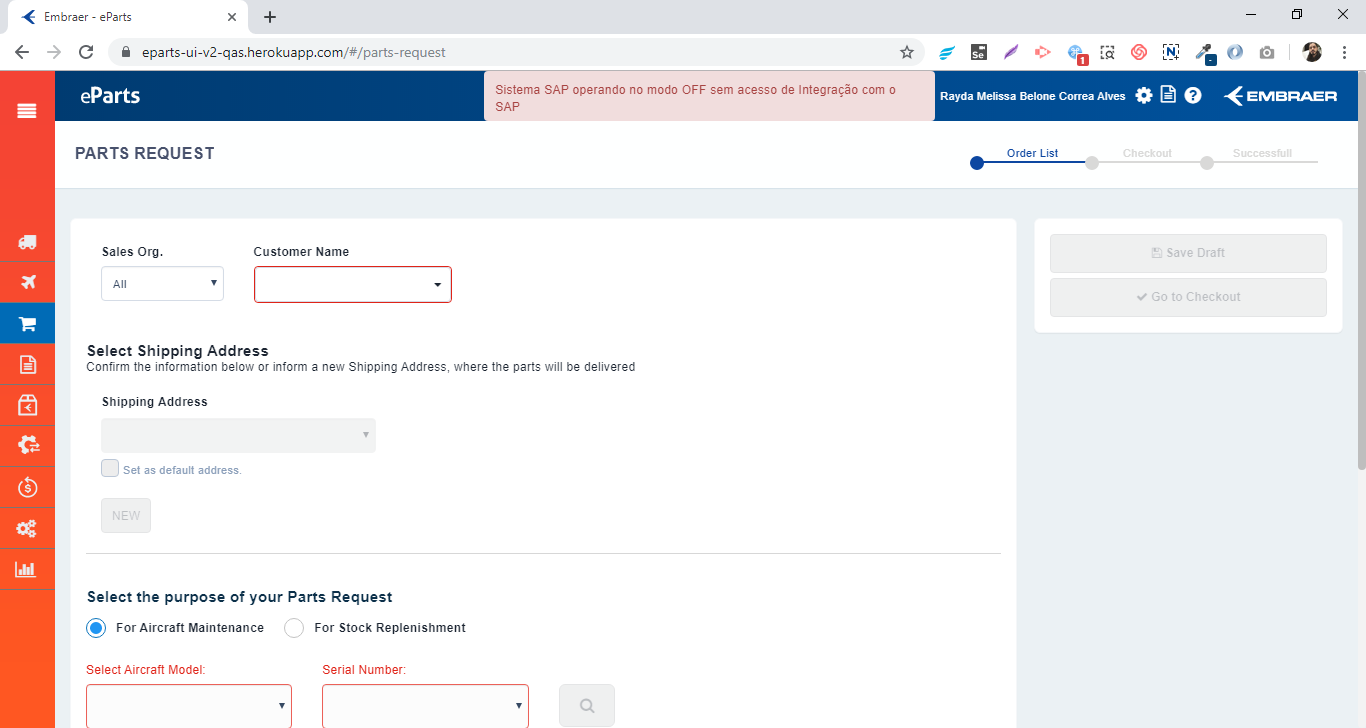 Embraer - eParts
eparts-ui-v2-qas.herokuapp.com/#/parts-request
Se
1
N
-
eParts
Sistema SAP operando no modo OFF sem acesso de Integração com o
SAP
Rayda Melissa Belone Correa Alves
EMBRAER
PARTS REQUEST
Order List
Checkout
Successfull
Sales Org.
Customer Name
All
Save Draft
Go to Checkout
Select Shipping Address
Confirm the information below or inform a new Shipping Address, where the parts will be delivered
Shipping Address
Set as default address.
NEW
Select the purpose of your Parts Request
For Aircraft Maintenance
For Stock Replenishment
Select Aircraft Model:
Serial Number: